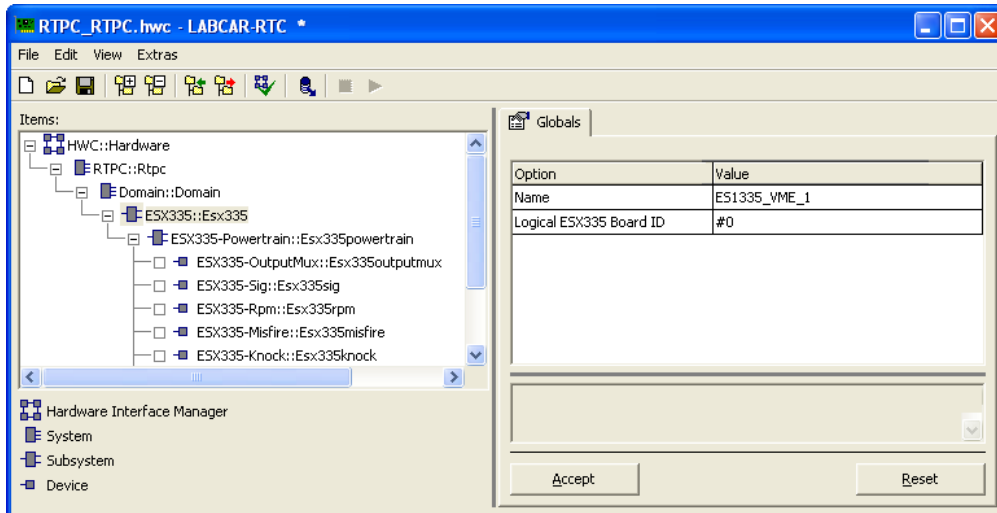 RTPC_RTPC.hwc - LABCAR-RTC *
File Edit View Extras
Items:
HWC::Hardware
RTPC::Rtpc
Domain::Domain
ESX335::Esx335
ESX335-Powertrain::Esx335powertrain
ESX335-OutputMux::Esx335outputmux
ESX335-Sig::Esx335sig
ESX335-Rpm::Esx335rpm
ESX335-Misfire::Esx335misfire
ESX335-Knock::Esx335knock
Hardware Interface Manager
System
Subsystem
Device
Globals
Option Value
Name ES1335_VME_1
Logical ESX335 Board ID #0
Accept Reset